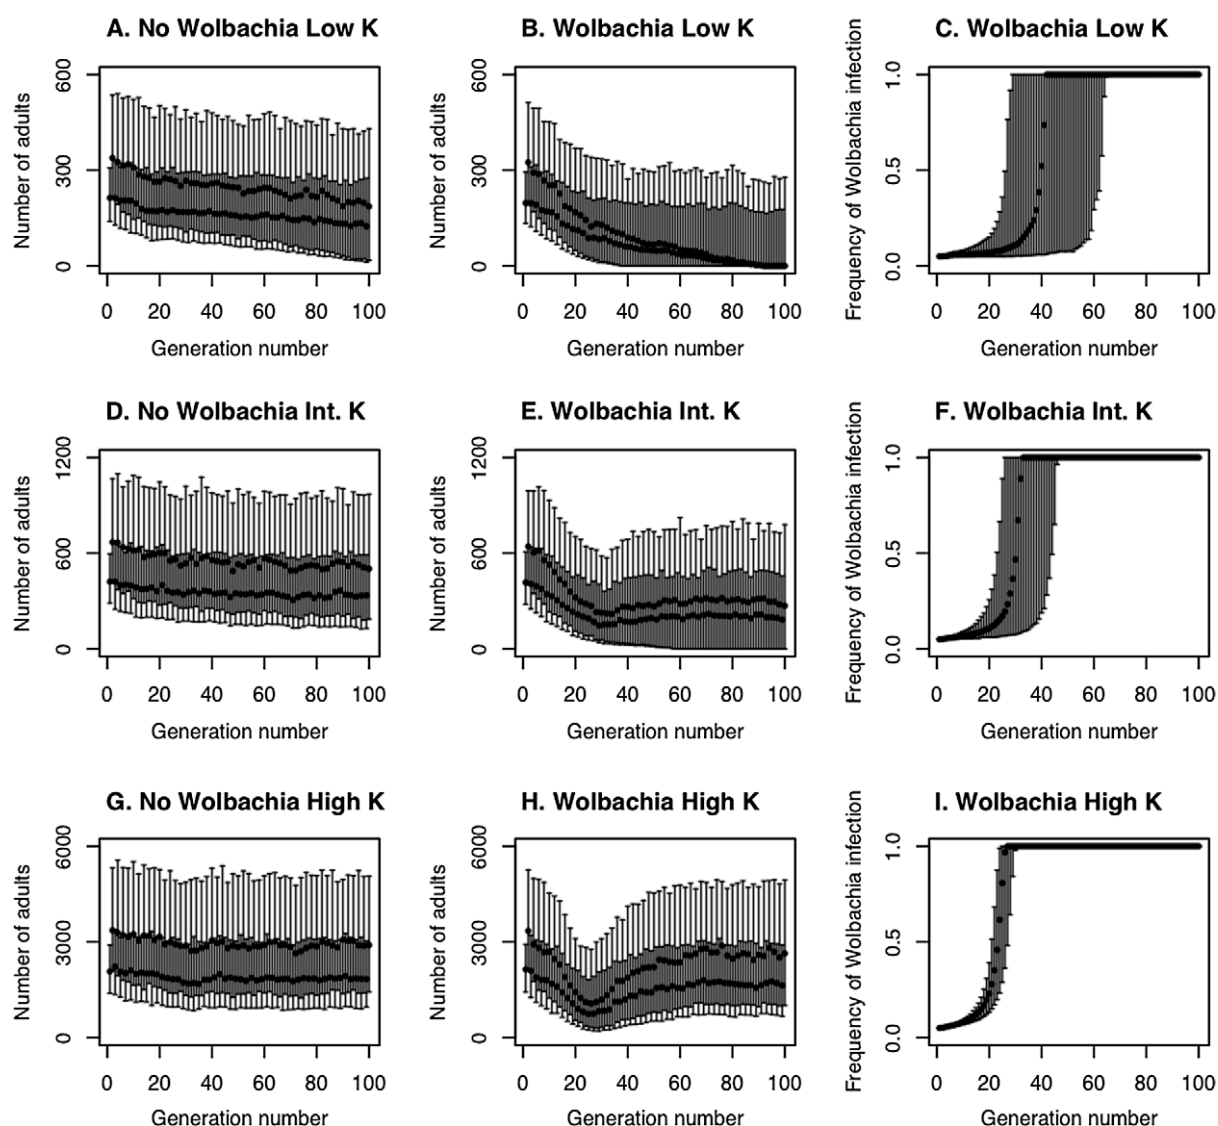 A. No Wolbachia Low K
B. Wolbachia Low K
C. Wolbachia Low K
Number of adults
600
300
0
0 20 40 60 80 100
Generation number
Number of adults
600
300
0
0 20 40 60 80 100
Generation number
Frequency of Wolbachia infection
1.0
0.5
0.0
0 20 40 60 80 100
Generation number
D. No Wolbachia Int. K
E. Wolbachia Int. K
F. Wolbachia Int. K
Number of adults
1200
600
0
0 20 40 60 80 100
Generation number
Number of adults
1200
600
0
0 20 40 60 80 100
Generation number
Frequency of Wolbachia infection
1.0
0.5
0.0
0 20 40 60 80 100
Generation number
G. No Wolbachia High K
H. Wolbachia High K
I. Wolbachia High K
Number of adults
6000
3000
0
0 20 40 60 80 100
Generation number
Number of adults
6000
3000
0
0 20 40 60 80 100
Generation number
Frequency of Wolbachia infection
1.0
0.5
0.0
0 20 40 60 80 100
Generation number